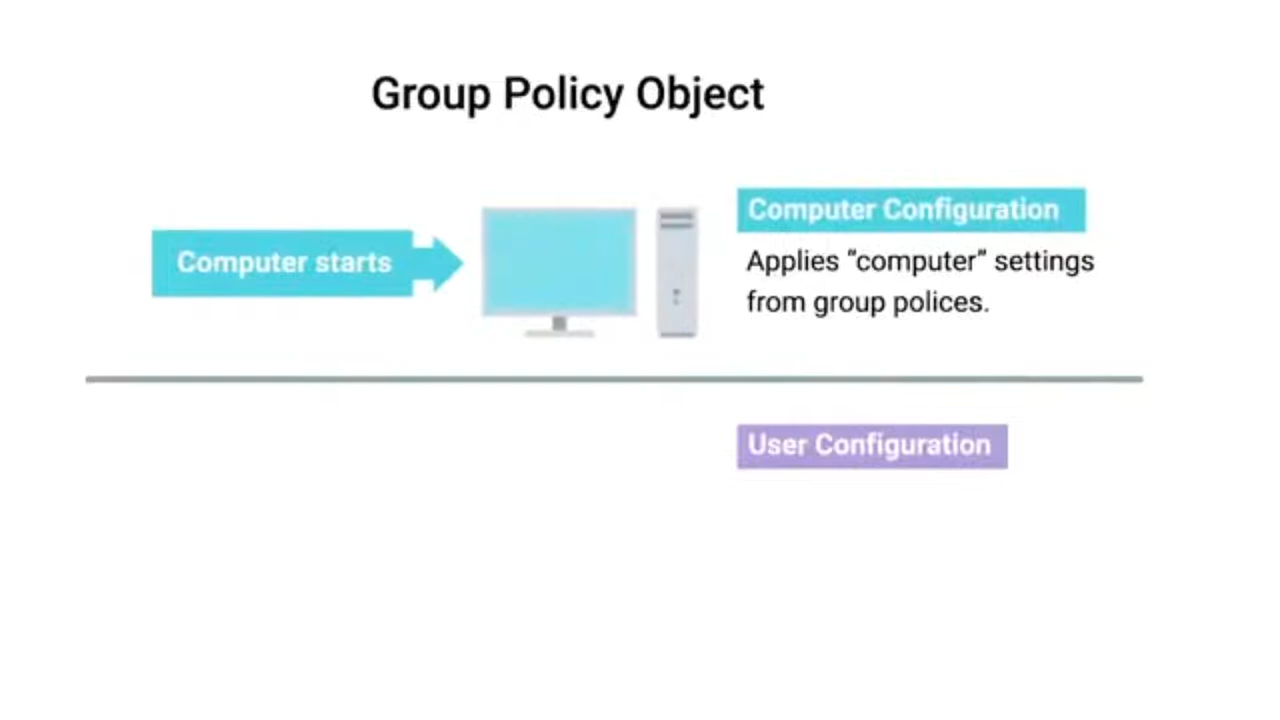 Group Policy Object
Computer starts
Computer Configuration
Applies “computer” settings
from group polices.
User Configuration